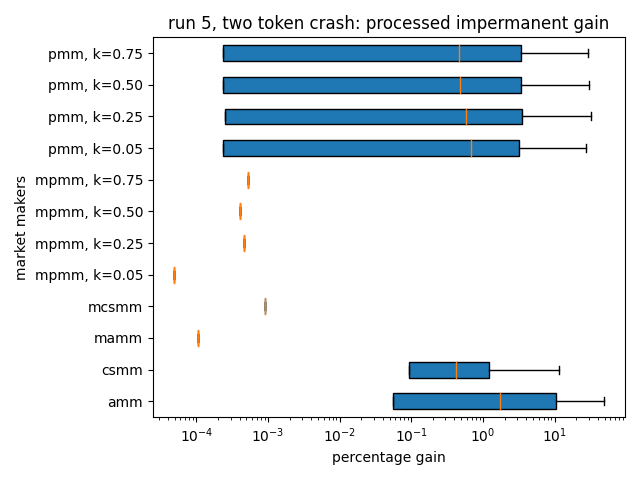 run 5, two token crash: processed impermanent gain
pmm, k=0.75
pmm, k=0.50
pmm, k=0.25
pmm, k=0.05
mpmm, k=0.75
mpmm, k=0.50
mpmm, k=0.25
mpmm, k=0.05
mcsmm
mamm
csmm
amm
market makers
10⁻⁴ 10⁻³ 10⁻² 10⁻¹ 10⁰ 10¹
percentage gain